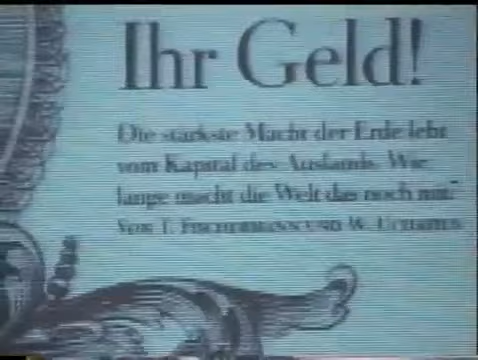 Ihr Geld!
Die stärkste Macht der Erde lebt
vom Kapital des Auslands. Wie
lange macht die Welt das noch mit?
VON T. FISCHERMANN UND W.